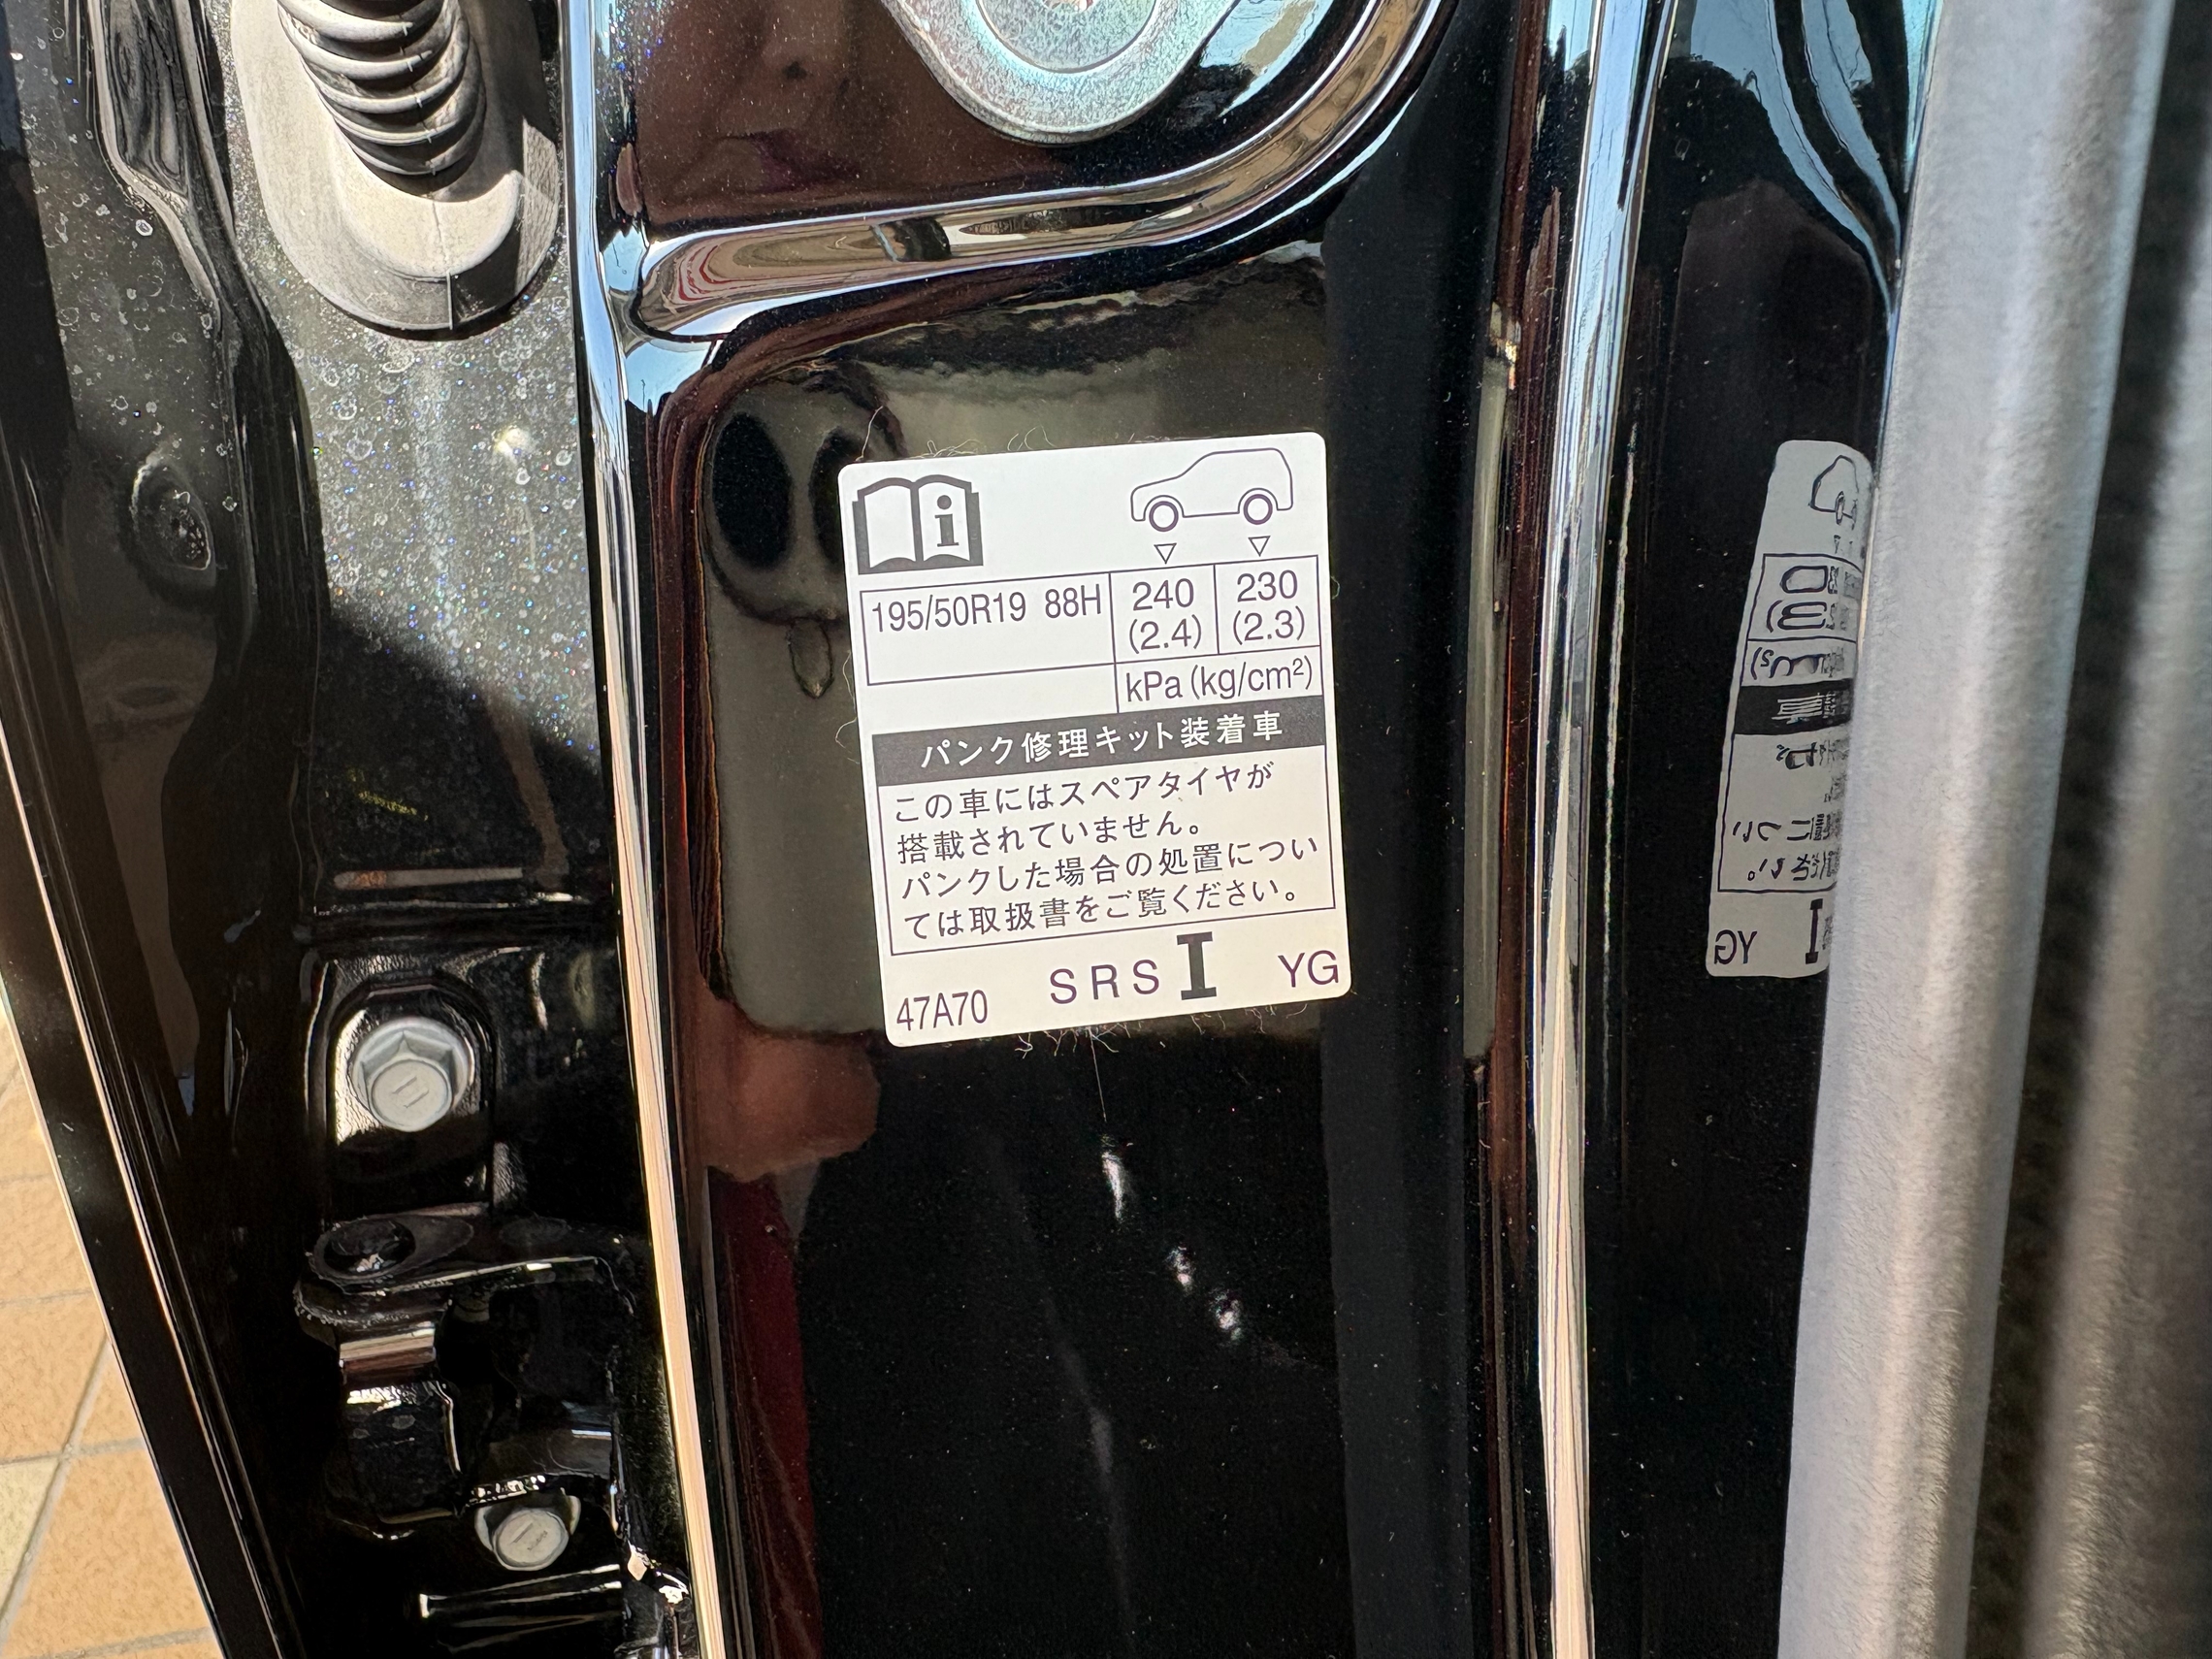 195/50R19 88H 240 230
(2.4) (2.3)
kPa (kg/cm²)
パンク修理キット装着車
この車にはスペアタイヤが
搭載されていません。
パンクした場合の処置につい
ては取扱書をご覧ください。
47A70 SRS I YG